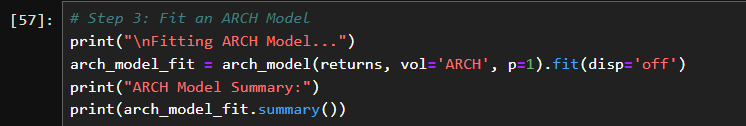 [57]: # Step 3: Fit an ARCH Model
print("\nFitting ARCH Model...")
arch_model_fit = arch_model(returns, vol='ARCH', p=1).fit(disp='off')
print("ARCH Model Summary:")
print(arch_model_fit.summary())